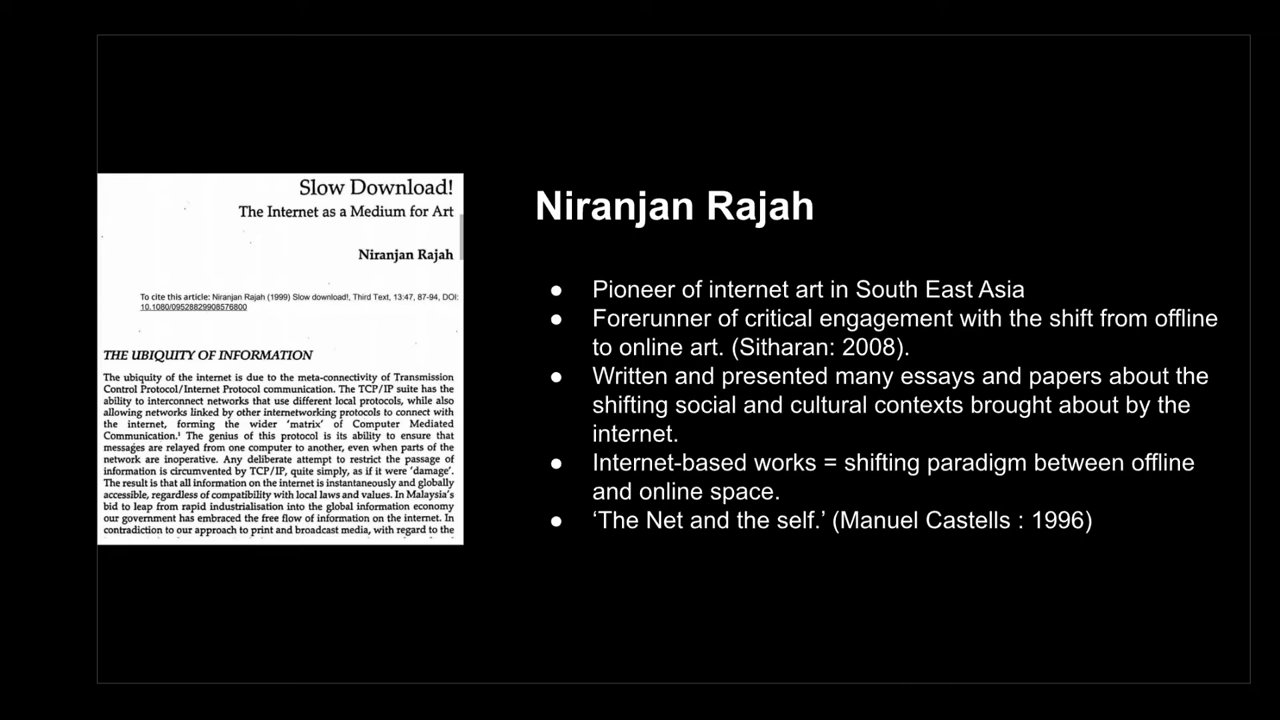 Slow Download!
The Internet as a Medium for Art
Niranjan Rajah
To cite this article: Niranjan Rajah (1999) Slow download!, Third Text, 13:47, 87-94, DOI:
10.1080/09528829908576800
THE UBIQUITY OF INFORMATION
The ubiquity of the internet is due to the meta-connectivity of Transmission
Control Protocol/Internet Protocol communication. The TCP/IP suite has the
ability to interconnect networks that use different local protocols, while also
allowing networks linked by other internetworking protocols to connect with
the internet, forming the wider 'matrix' of Computer Mediated
Communication.¹ The genius of this protocol is its ability to ensure that
messages are relayed from one computer to another, even when parts of the
network are inoperative. Any deliberate attempt to restrict the passage of
information is circumvented by TCP/IP, quite simply, as if it were 'damage'.
The result is that all information on the internet is instantaneously and globally
accessible, regardless of compatibility with local laws and values. In Malaysia's
bid to leap from rapid industrialisation into the global information economy
our government has embraced the free flow of information on the internet. In
contradiction to our approach to print and broadcast media, with regard to the
Niranjan Rajah
● Pioneer of internet art in South East Asia
● Forerunner of critical engagement with the shift from offline
to online art. (Sitharan: 2008).
● Written and presented many essays and papers about the
shifting social and cultural contexts brought about by the
internet.
● Internet-based works = shifting paradigm between offline
and online space.
● ‘The Net and the self.’ (Manuel Castells : 1996)